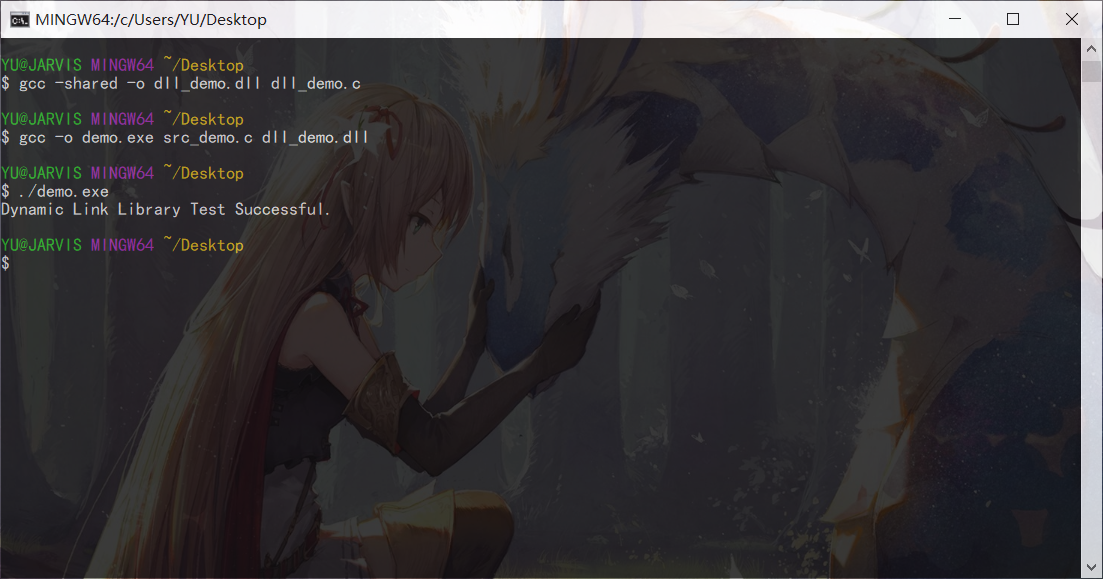 MINGW64:/c/Users/YU/Desktop
YU@JARVIS MINGW64 ~/Desktop
$ gcc -shared -o dll_demo.dll dll_demo.c
YU@JARVIS MINGW64 ~/Desktop
$ gcc -o demo.exe src_demo.c dll_demo.dll
YU@JARVIS MINGW64 ~/Desktop
$ ./demo.exe
Dynamic Link Library Test Successful.
YU@JARVIS MINGW64 ~/Desktop
$